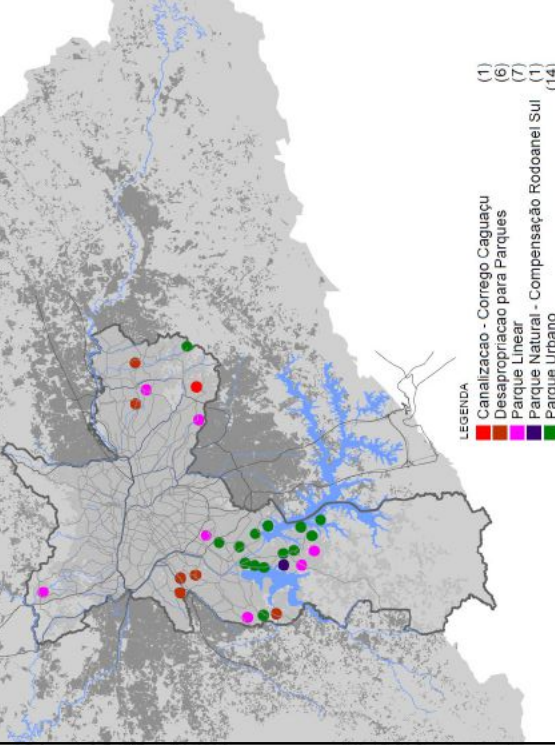 LEGENDA
Canalizacao - Corrego Caguaçu (1)
Desapropriacao para Parques (6)
Parque Linear (7)
Parque Natural - Compensação Rodoanel Sul (1)
Parque Urbano (14)